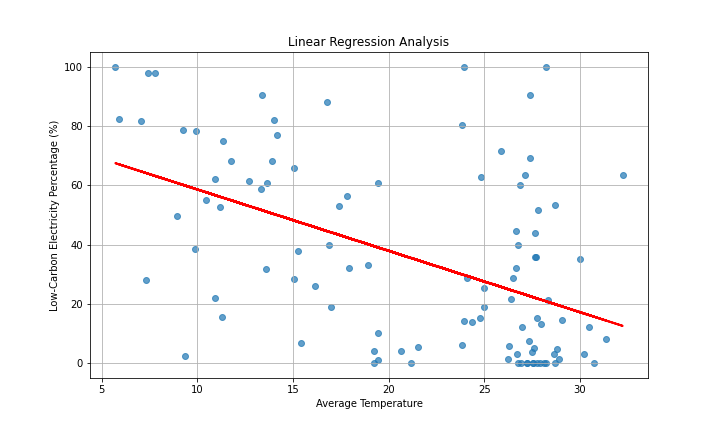 Linear Regression Analysis
Low-Carbon Electricity Percentage (%)
100
80
60
40
20
0
5 10 15 20 25 30
Average Temperature